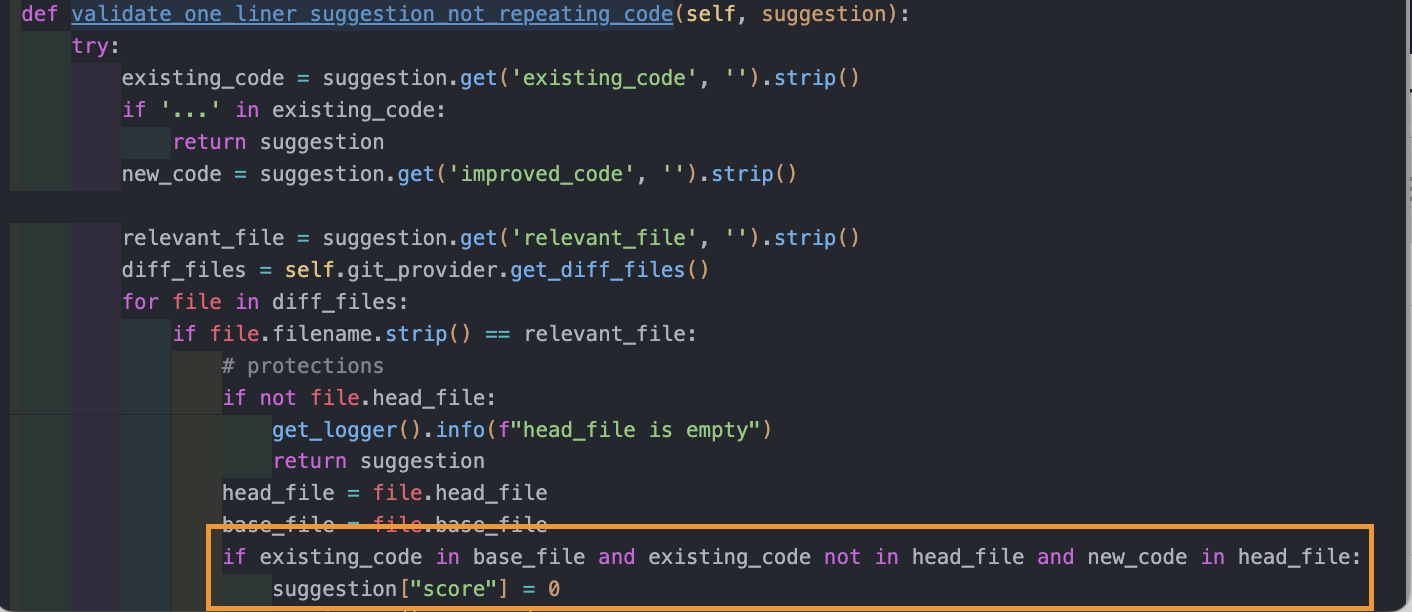 def validate_one_liner_suggestion_not_repeating_code(self, suggestion):
try:
existing_code = suggestion.get('existing_code', '').strip()
if '...' in existing_code:
return suggestion
new_code = suggestion.get('improved_code', '').strip()
relevant_file = suggestion.get('relevant_file', '').strip()
diff_files = self.git_provider.get_diff_files()
for file in diff_files:
if file.filename.strip() == relevant_file:
# protections
if not file.head_file:
get_logger().info(f"head_file is empty")
return suggestion
head_file = file.head_file
base_file = file.base_file
if existing_code in base_file and existing_code not in head_file and new_code in head_file:
suggestion["score"] = 0